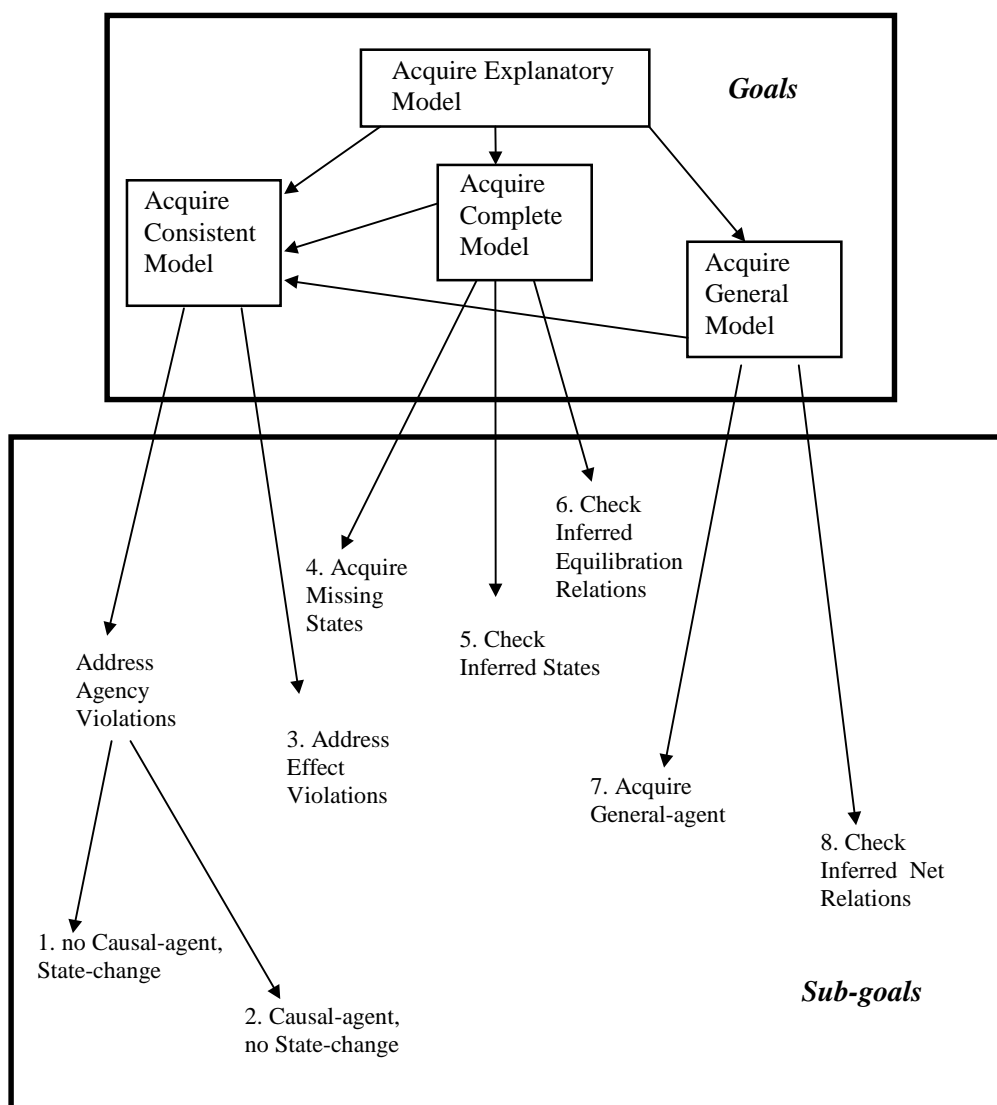 Acquire Explanatory
Model
Goals
Acquire
Consistent
Model
Acquire
Complete
Model
Acquire
General
Model
6. Check
Inferred
Equilibration
Relations
4. Acquire
Missing
States
5. Check
Inferred States
Address
Agency
Violations
3. Address
Effect
Violations
7. Acquire
General-agent
8. Check
Inferred Net
Relations
1. no Causal-agent,
State-change
2. Causal-agent,
no State-change
Sub-goals